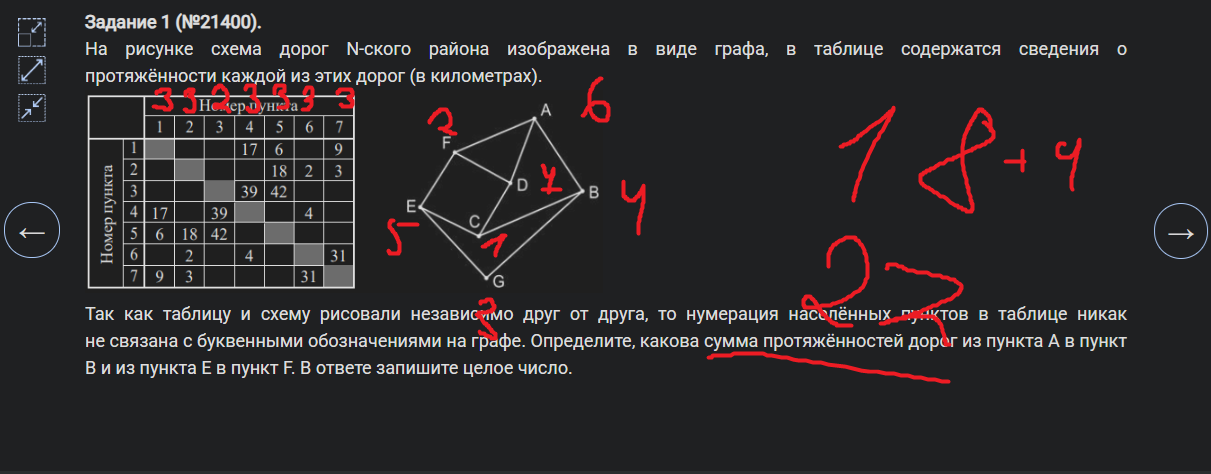 Задание 1 (№21400).
На рисунке схема дорог N-ского района изображена в виде графа, в таблице содержатся сведения о
протяжённости каждой из этих дорог (в километрах).
3 3 2 3 3 3 3
Номер пункта
1 2 3 4 5 6 7
Номер пункта
1 17 6 9
2 18 2 3
3 39 42
4 17 39 4
5 6 18 42
6 2 4 31
7 9 3 31
A 6
2 F
D 7
B 4
E 5
C 1
G 3
18 + 4
22
← →
Так как таблицу и схему рисовали независимо друг от друга, то нумерация населённых пунктов в таблице никак
не связана с буквенными обозначениями на графе. Определите, какова сумма протяжённостей дорог из пункта A в пункт
B и из пункта E в пункт F. В ответе запишите целое число.